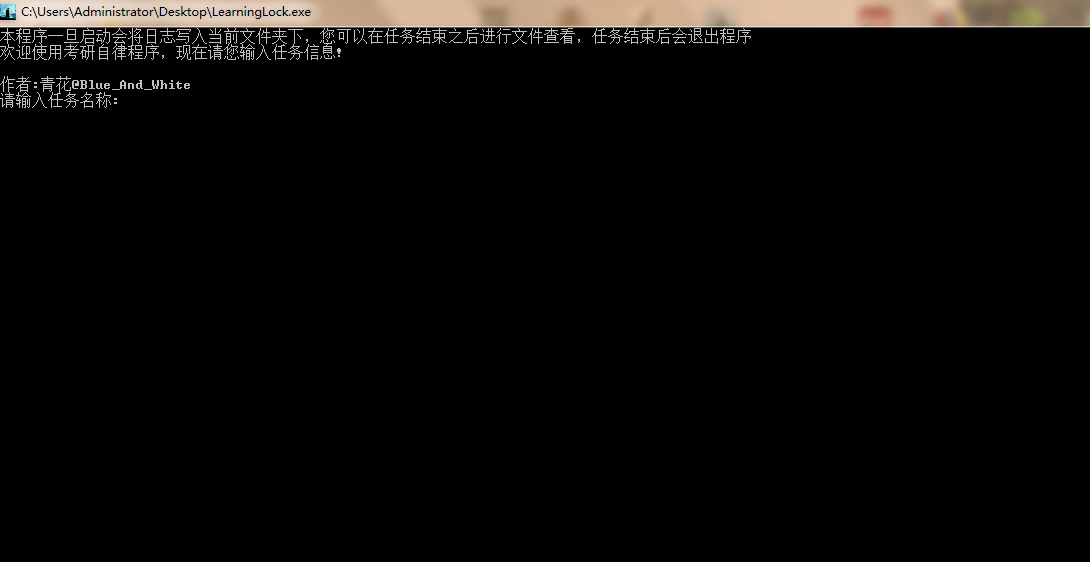 C:\Users\Administrator\Desktop\LearningLock.exe
本程序一旦启动会将日志写入当前文件夹下，您可以在任务结束之后进行文件查看，任务结束后会退出程序
欢迎使用考研自律程序，现在请您输入任务信息!
作者:青花@Blue_And_White
请输入任务名称: